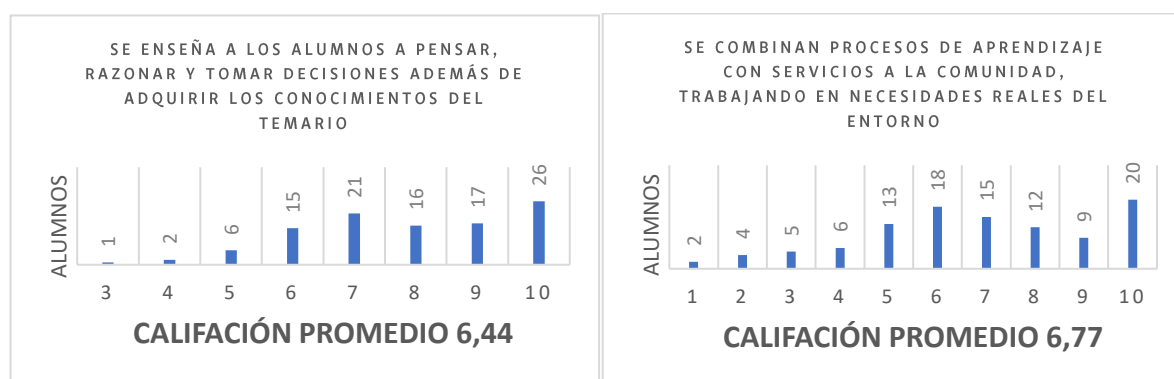 SE ENSEÑA A LOS ALUMNOS A PENSAR,
RAZONAR Y TOMAR DECISIONES ADEMÁS DE
ADQUIRIR LOS CONOCIMIENTOS DEL
TEMARIO
ALUMNOS
1 2 6 15 21 16 17 26
3 4 5 6 7 8 9 10
CALIFACIÓN PROMEDIO 6,44
SE COMBINAN PROCESOS DE APRENDIZAJE
CON SERVICIOS A LA COMUNIDAD,
TRABAJANDO EN NECESIDADES REALES DEL
ENTORNO
ALUMNOS
2 4 5 6 13 18 15 12 9 20
1 2 3 4 5 6 7 8 9 10
CALIFACIÓN PROMEDIO 6,77